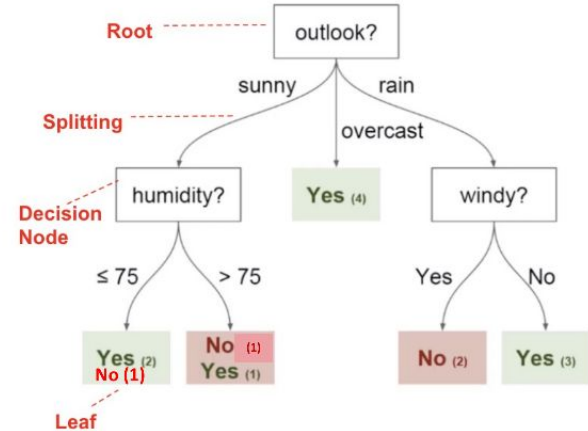 Root
outlook?
sunny
rain
Splitting
overcast
humidity?
Yes (4)
windy?
Decision
Node
≤ 75
> 75
Yes
No
Yes (2)
No (1)
No (1)
Yes (1)
No (2)
Yes (3)
Leaf